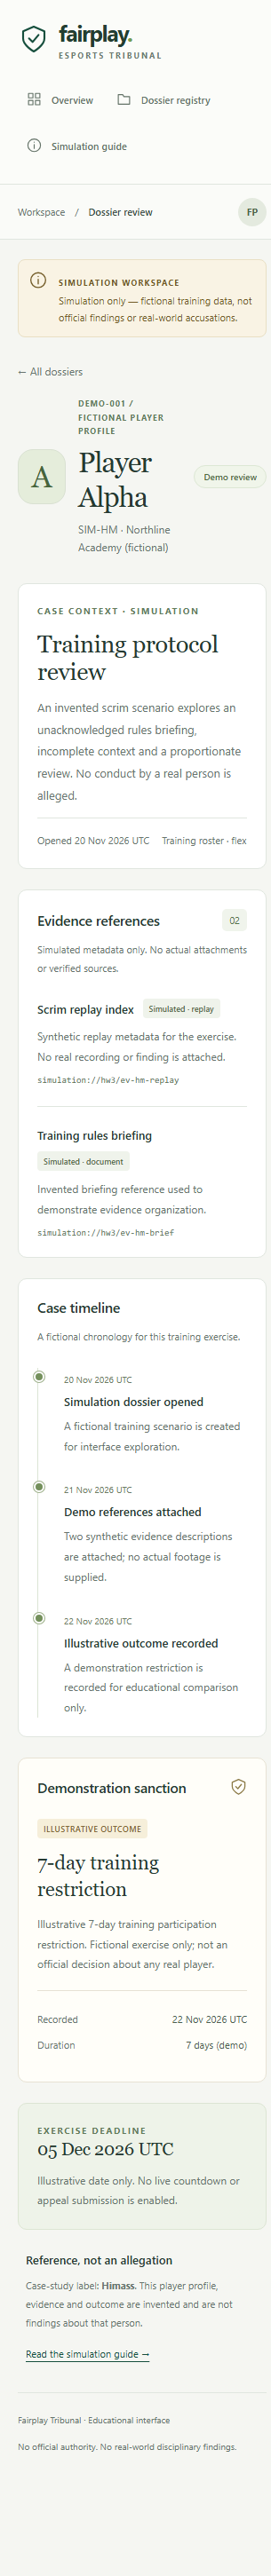 fairplay.
ESPORTS TRIBUNAL
Overview
Dossier registry
Simulation guide
Workspace / Dossier review
FP
SIMULATION WORKSPACE
Simulation only — fictional training data, not
official findings or real-world accusations.
← All dossiers
DEMO-001 /
FICTIONAL PLAYER
PROFILE
A
Player
Alpha
Demo review
SIM-HM · Northline
Academy (fictional)
CASE CONTEXT · SIMULATION
Training protocol
review
An invented scrim scenario explores an
unacknowledged rules briefing,
incomplete context and a proportionate
review. No conduct by a real person is
alleged.
Opened 20 Nov 2026 UTC
Training roster · flex
Evidence references
02
Simulated metadata only. No actual attachments
or verified sources.
Scrim replay index
Simulated · replay
Synthetic replay metadata for the exercise.
No real recording or finding is attached.
simulation://hw3/ev-hm-replay
Training rules briefing
Simulated · document
Invented briefing reference used to
demonstrate evidence organization.
simulation://hw3/ev-hm-brief
Case timeline
A fictional chronology for this training exercise.
20 Nov 2026 UTC
Simulation dossier opened
A fictional training scenario is created
for interface exploration.
21 Nov 2026 UTC
Demo references attached
Two synthetic evidence descriptions
are attached; no actual footage is
supplied.
22 Nov 2026 UTC
Illustrative outcome recorded
A demonstration restriction is
recorded for educational comparison
only.
Demonstration sanction
ILLUSTRATIVE OUTCOME
7-day training
restriction
Illustrative 7-day training participation
restriction. Fictional exercise only; not an
official decision about any real player.
Recorded
22 Nov 2026 UTC
Duration
7 days (demo)
EXERCISE DEADLINE
05 Dec 2026 UTC
Illustrative date only. No live countdown or
appeal submission is enabled.
Reference, not an allegation
Case-study label: Himass. This player profile,
evidence and outcome are invented and are not
findings about that person.
Read the simulation guide →
Fairplay Tribunal · Educational interface
No official authority. No real-world disciplinary findings.